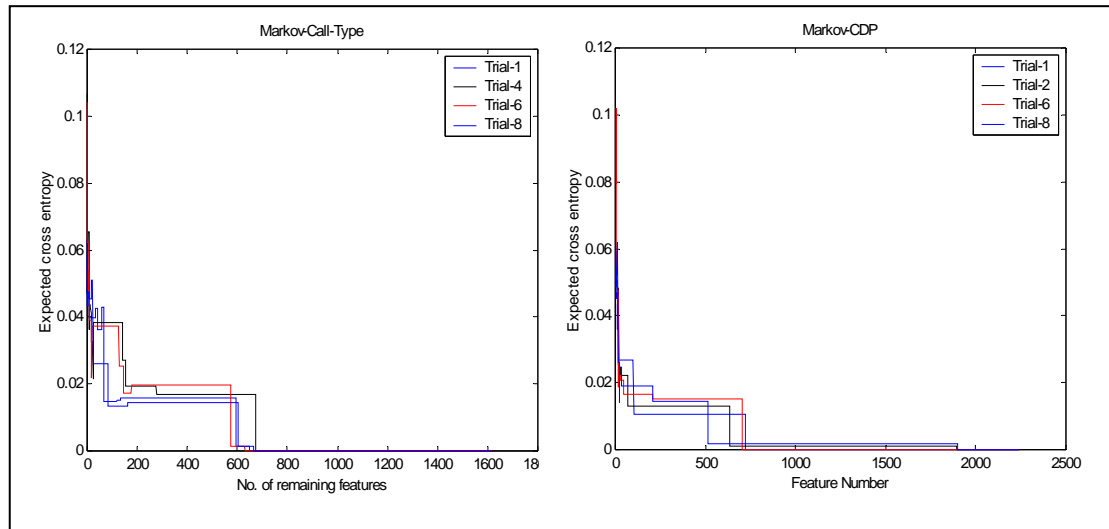 Markov-Call-Type
0.12
0.1
0.08
0.06
0.04
0.02
0
Expected cross entropy
Trial-1
Trial-4
Trial-6
Trial-8
0 200 400 600 800 1000 1200 1400 1600 18
No. of remaining features
Markov-CDP
0.12
0.1
0.08
0.06
0.04
0.02
0
Expected cross entropy
Trial-1
Trial-2
Trial-6
Trial-8
0 500 1000 1500 2000 2500
Feature Number